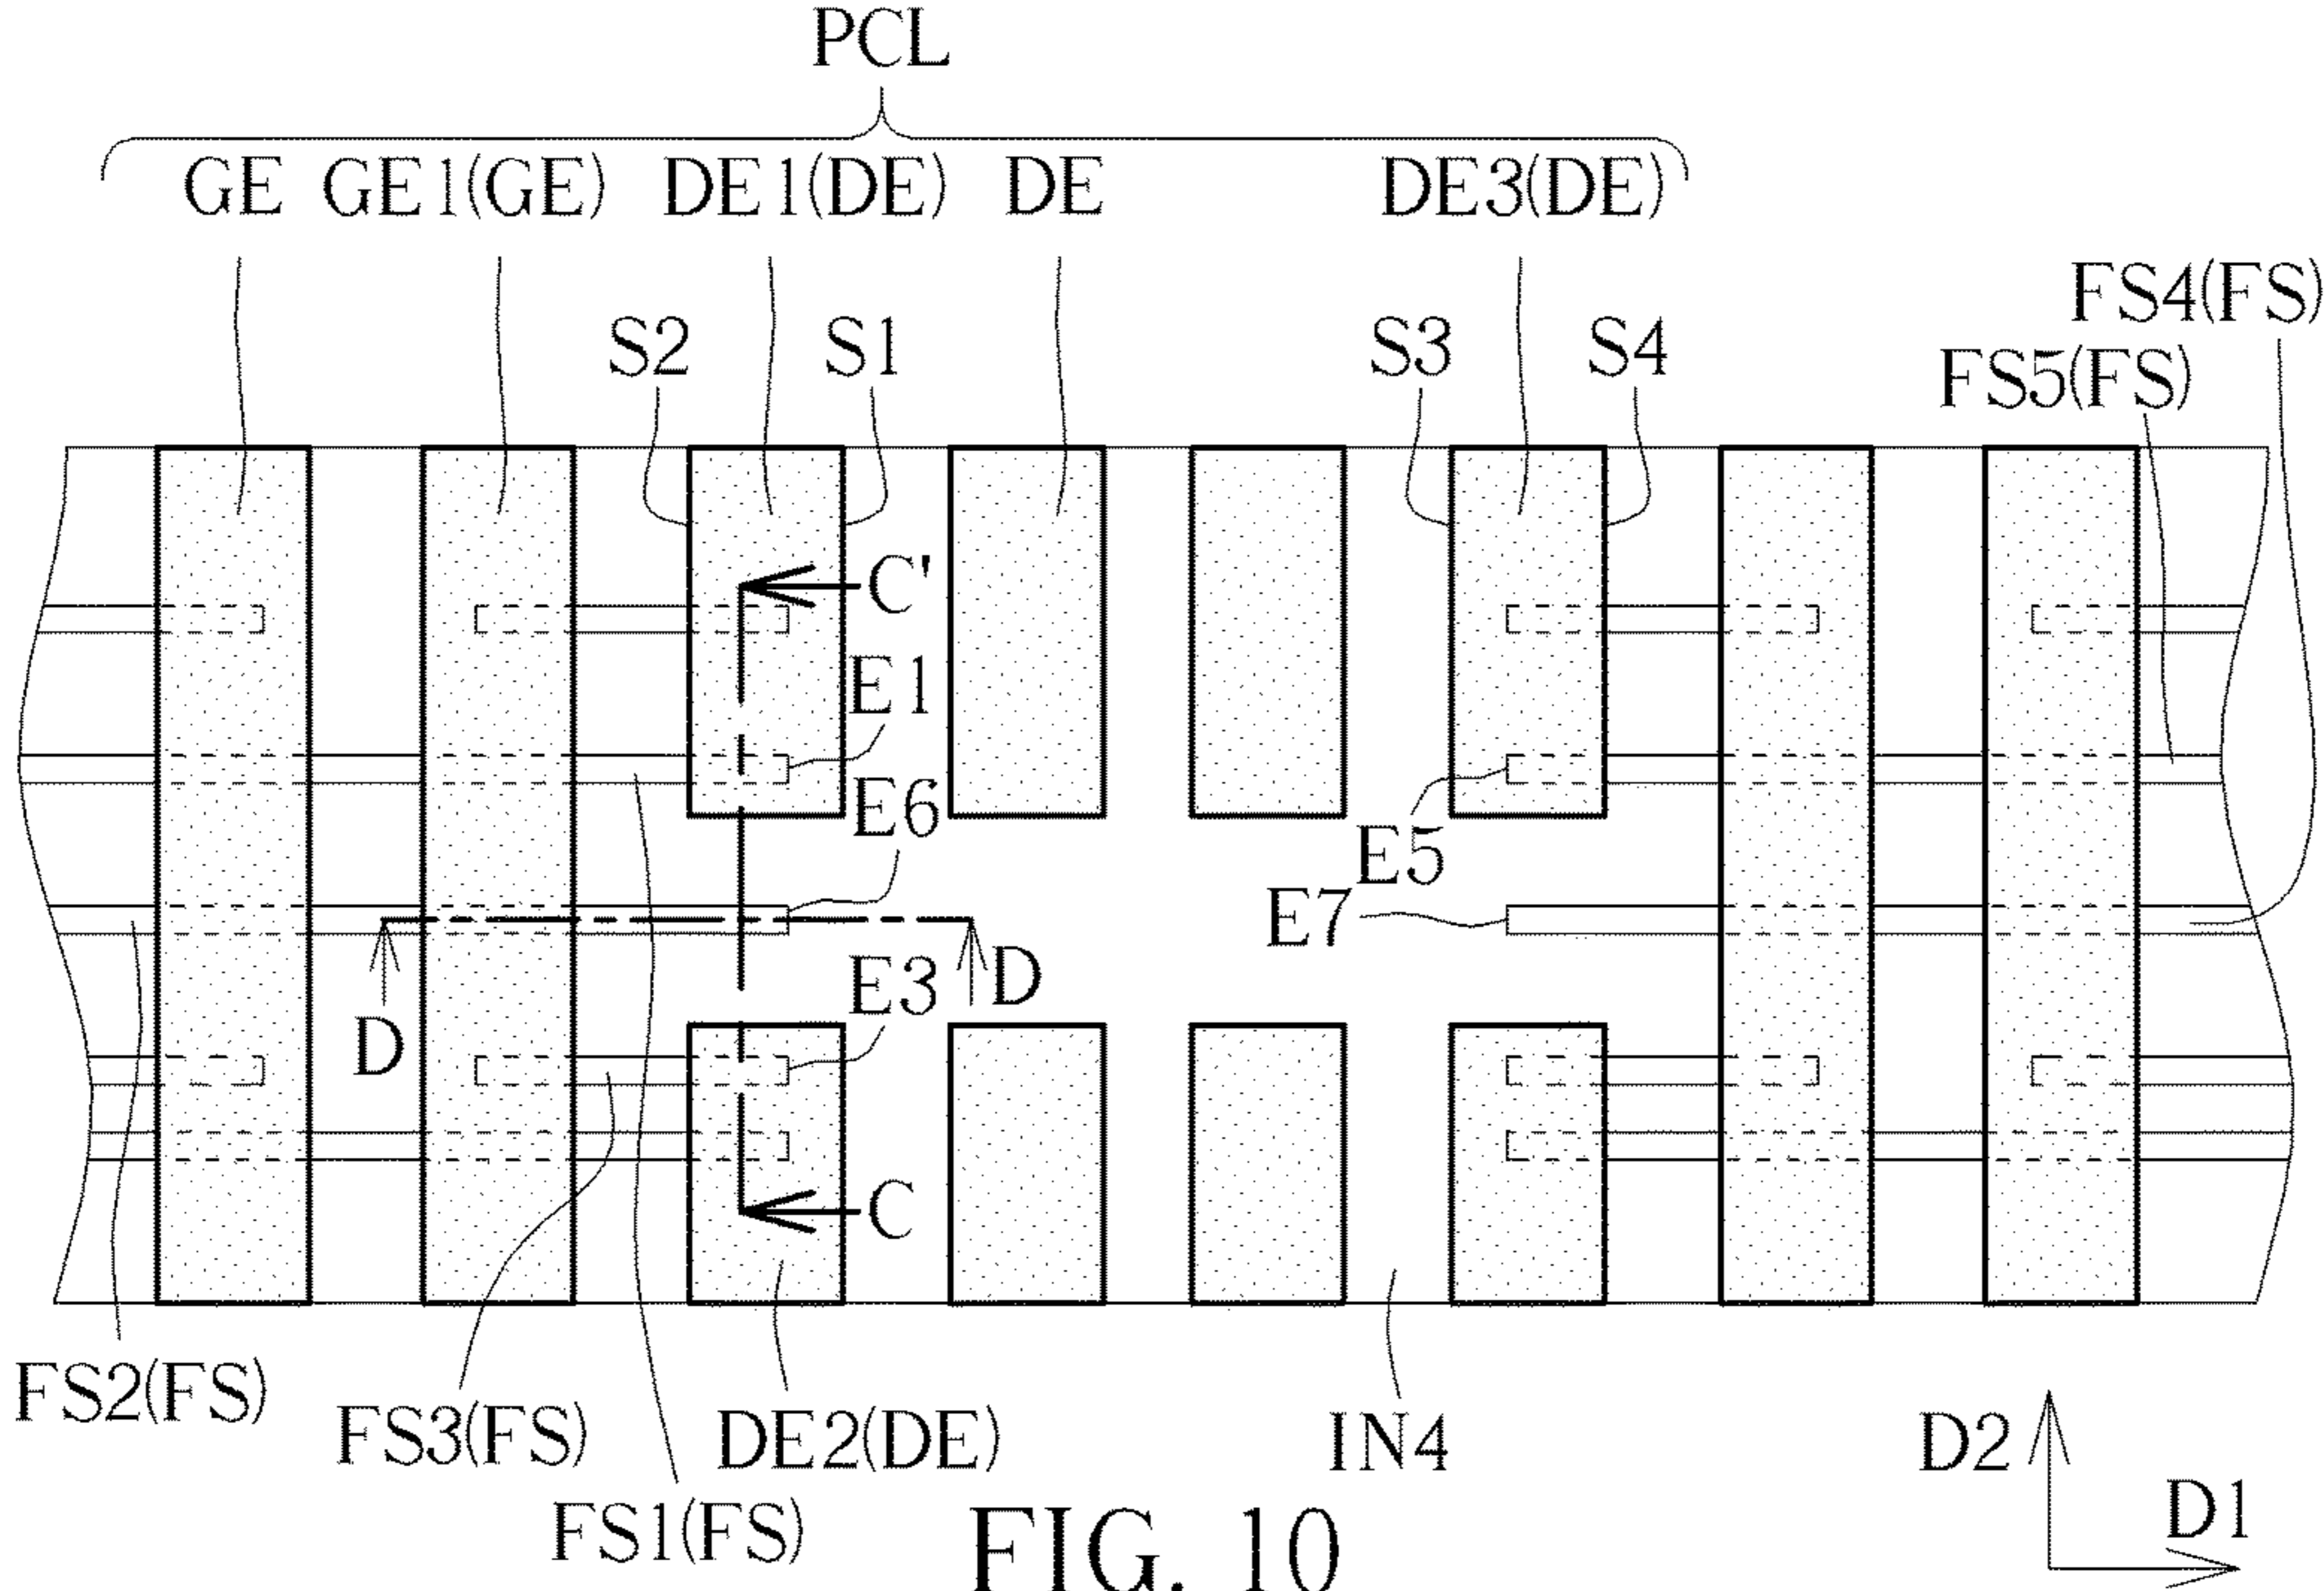 PCL
GE GE1(GE) DE1(DE) DE DE3(DE)
FS4(FS)
S2 S1 S3 S4
FS5(FS)
C'
E1
E6
E5
E7
E3
D
D
C
FS2(FS)
FS3(FS) DE2(DE) IN4
D2
FS1(FS)
D1
FIG. 10